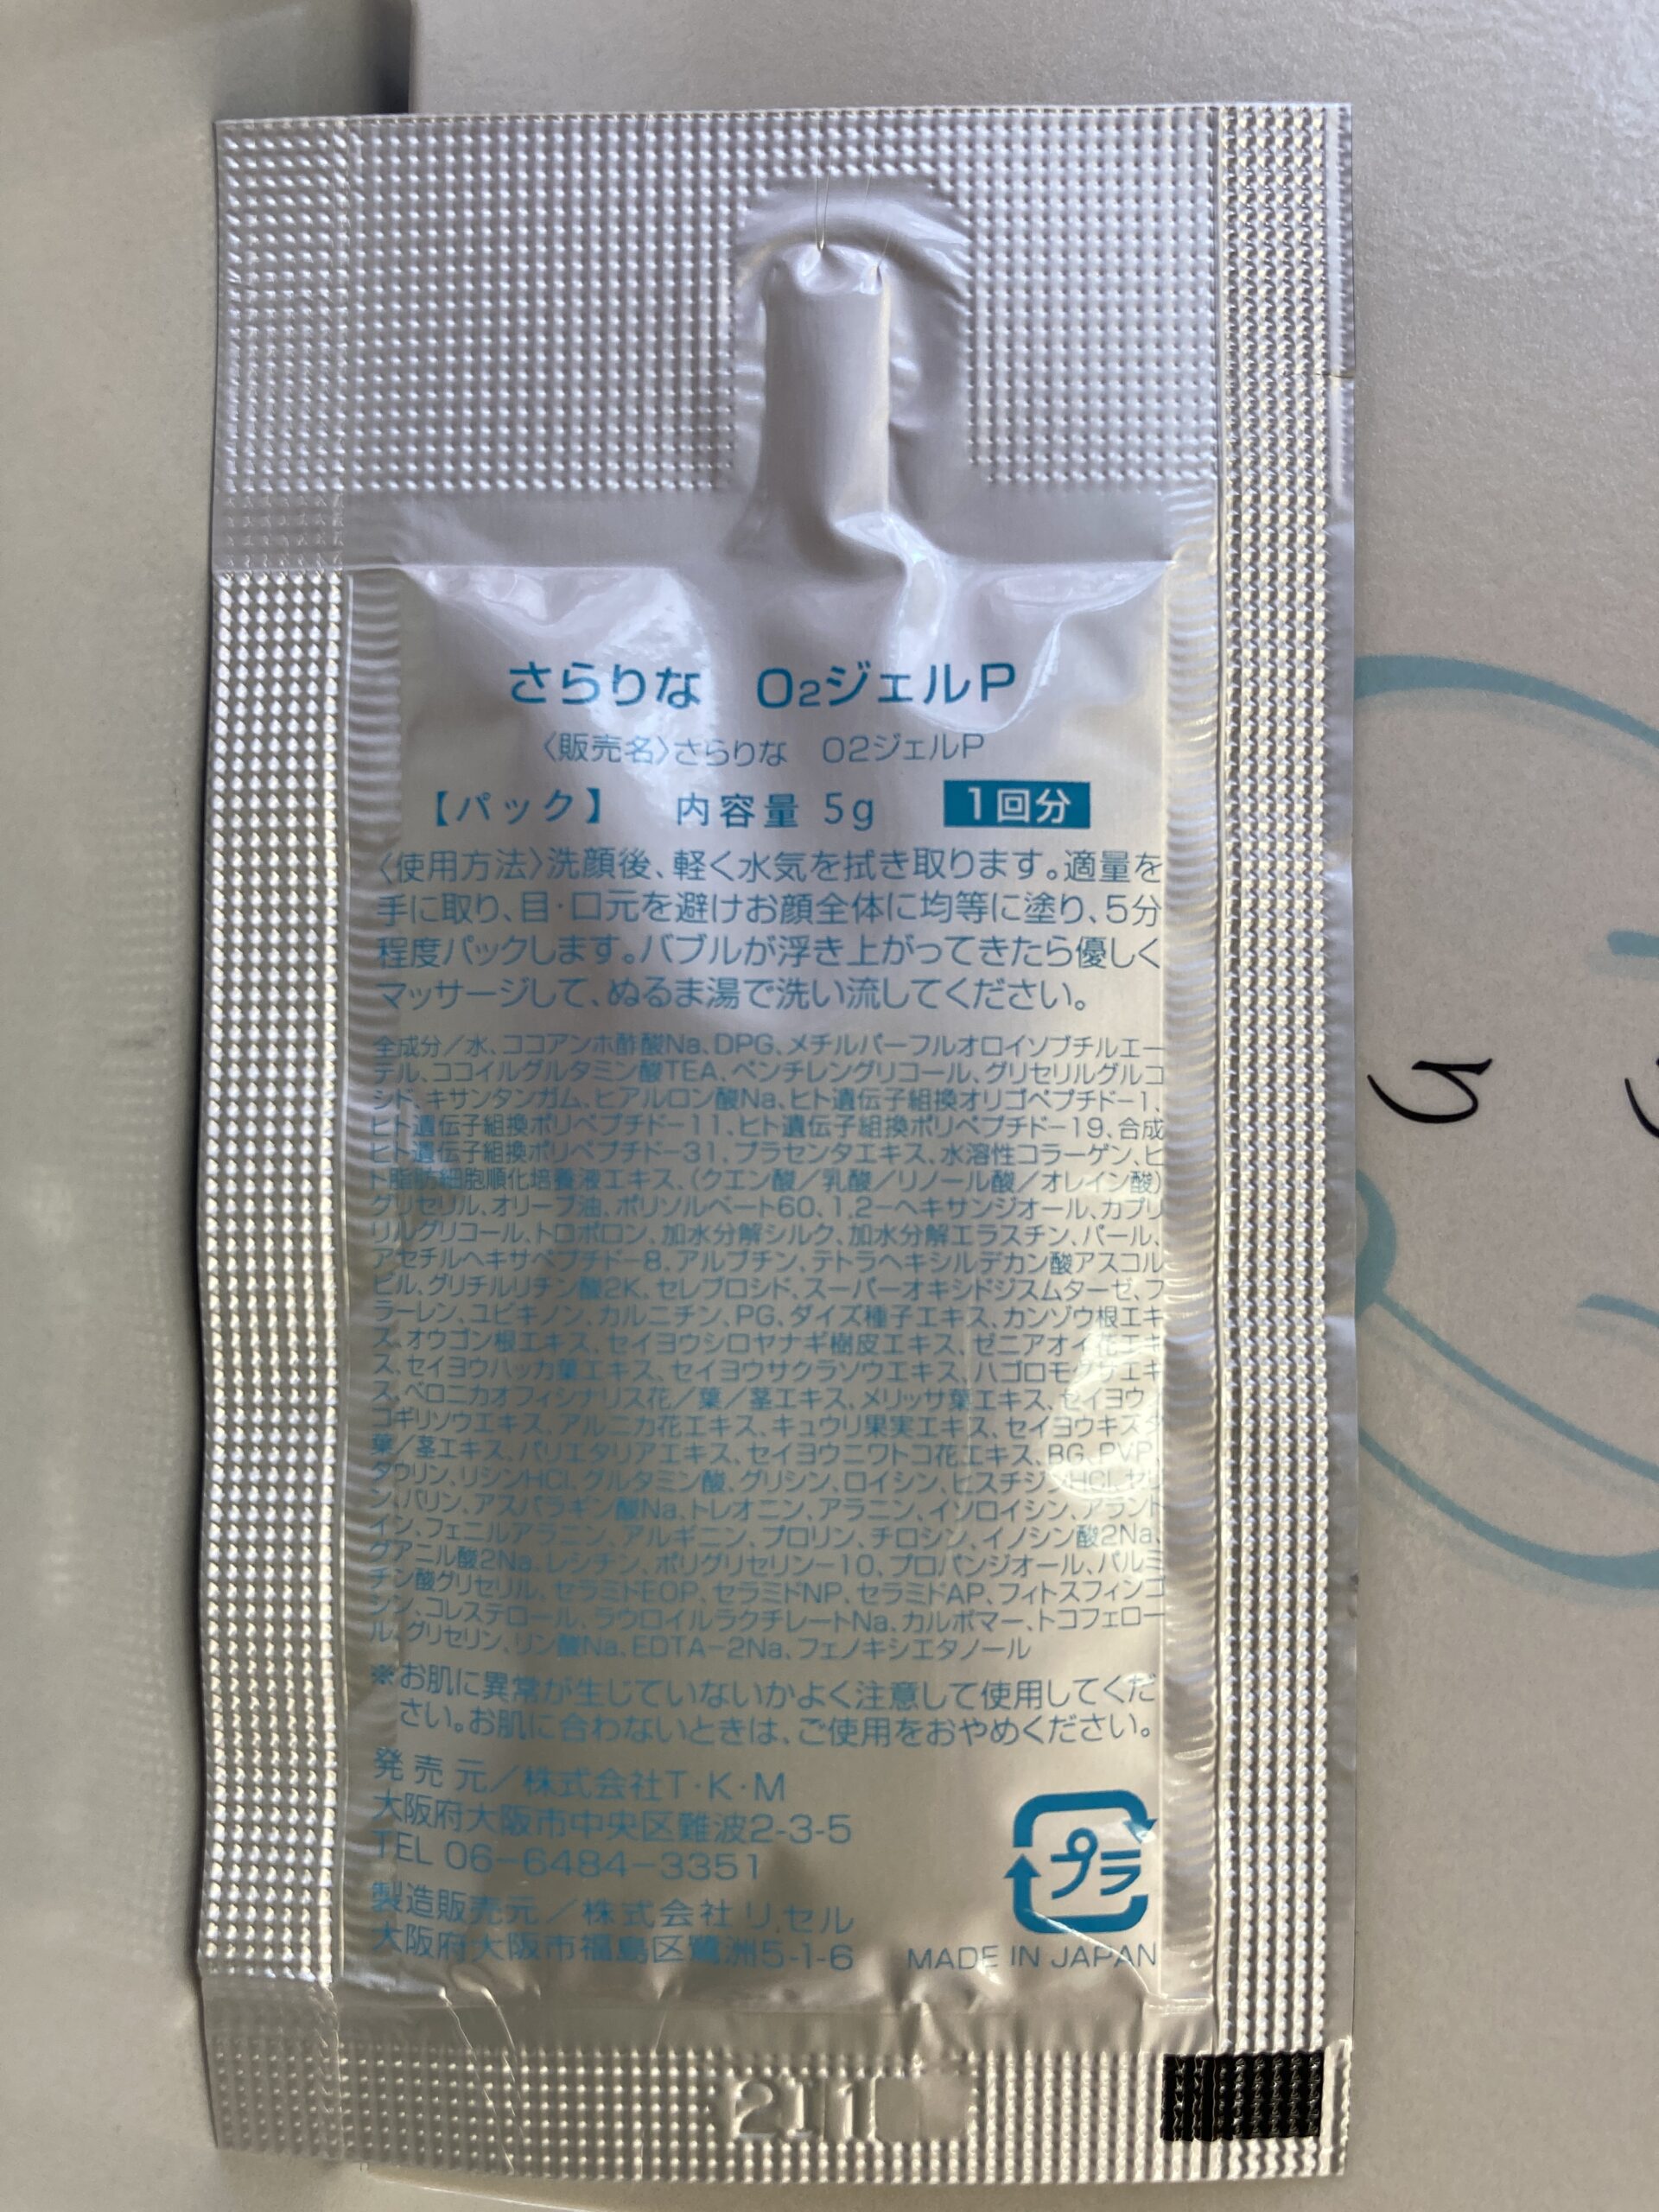 さらりな　O2ジェルP
〈販売名〉さらりな　O2ジェルP
【パック】　内容量 5g　1回分
〈使用方法〉洗顔後、軽く水気を拭き取ります。適量を
手に取り、目・口元を避けお顔全体に均等に塗り、5分
程度パックします。バブルが浮き上がってきたら優しく
マッサージして、ぬるま湯で洗い流してください。
全成分／水、ココアンホ酢酸Na、DPG、メチルパーフルオロイソブチルエー
テル、ココイルグルタミン酸TEA、ペンチレングリコール、グリセリルグルコ
シド、キサンタンガム、ヒアルロン酸Na、ヒト遺伝子組換オリゴペプチド-1、
ヒト遺伝子組換ポリペプチド-11、ヒト遺伝子組換ポリペプチド-19、合成
ヒト遺伝子組換ポリペプチド-31、プラセンタエキス、水溶性コラーゲン、ヒ
ト脂肪細胞順化培養液エキス、(クエン酸／乳酸／リノール酸／オレイン酸)
グリセリル、オリーブ油、ポリソルベート60、1,2-ヘキサンジオール、カプリ
リルグリコール、トロポロン、加水分解シルク、加水分解エラスチン、パール、
アセチルヘキサペプチド-8、アルブチン、テトラヘキシルデカン酸アスコル
ビル、グリチルリチン酸2K、セレブロシド、スーパーオキシドジスムターゼ、フ
ラーレン、ユビキノン、カルニチン、PG、ダイズ種子エキス、カンゾウ根エキ
ス、オウゴン根エキス、セイヨウシロヤナギ樹皮エキス、ゼニアオイ花エキ
ス、セイヨウハッカ葉エキス、セイヨウサクラソウエキス、ハゴロモグサエキ
ス、ベロニカオフィシナリス花／葉／茎エキス、メリッサ葉エキス、セイヨウノ
コギリソウエキス、アルニカ花エキス、キュウリ果実エキス、セイヨウキズタ
葉／茎エキス、パリエタリアエキス、セイヨウニワトコ花エキス、BG、PVP、
タウリン、リシンHCl、グルタミン酸、グリシン、ロイシン、ヒスチジンHCl、セリ
ン、バリン、アスパラギン酸Na、トレオニン、アラニン、イソロイシン、アラント
イン、フェニルアラニン、アルギニン、プロリン、チロシン、イノシン酸2Na、
グアニル酸2Na、レシチン、ポリグリセリン-10、プロパンジオール、パルミ
チン酸グリセリル、セラミドEOP、セラミドNP、セラミドAP、フィトスフィンゴ
シン、コレステロール、ラウロイルラクチレートNa、カルボマー、トコフェロー
ル、グリセリン、リン酸Na、EDTA-2Na、フェノキシエタノール
※お肌に異常が生じていないかよく注意して使用してくだ
さい。お肌に合わないときは、ご使用をおやめください。
発 売 元／株式会社T・K・M
大阪府大阪市中央区難波2-3-5
TEL 06-6484-3351
製造販売元／株式会社 リ,セル
大阪府大阪市福島区鷺洲5-1-6
プラ
MADE IN JAPAN
211
り